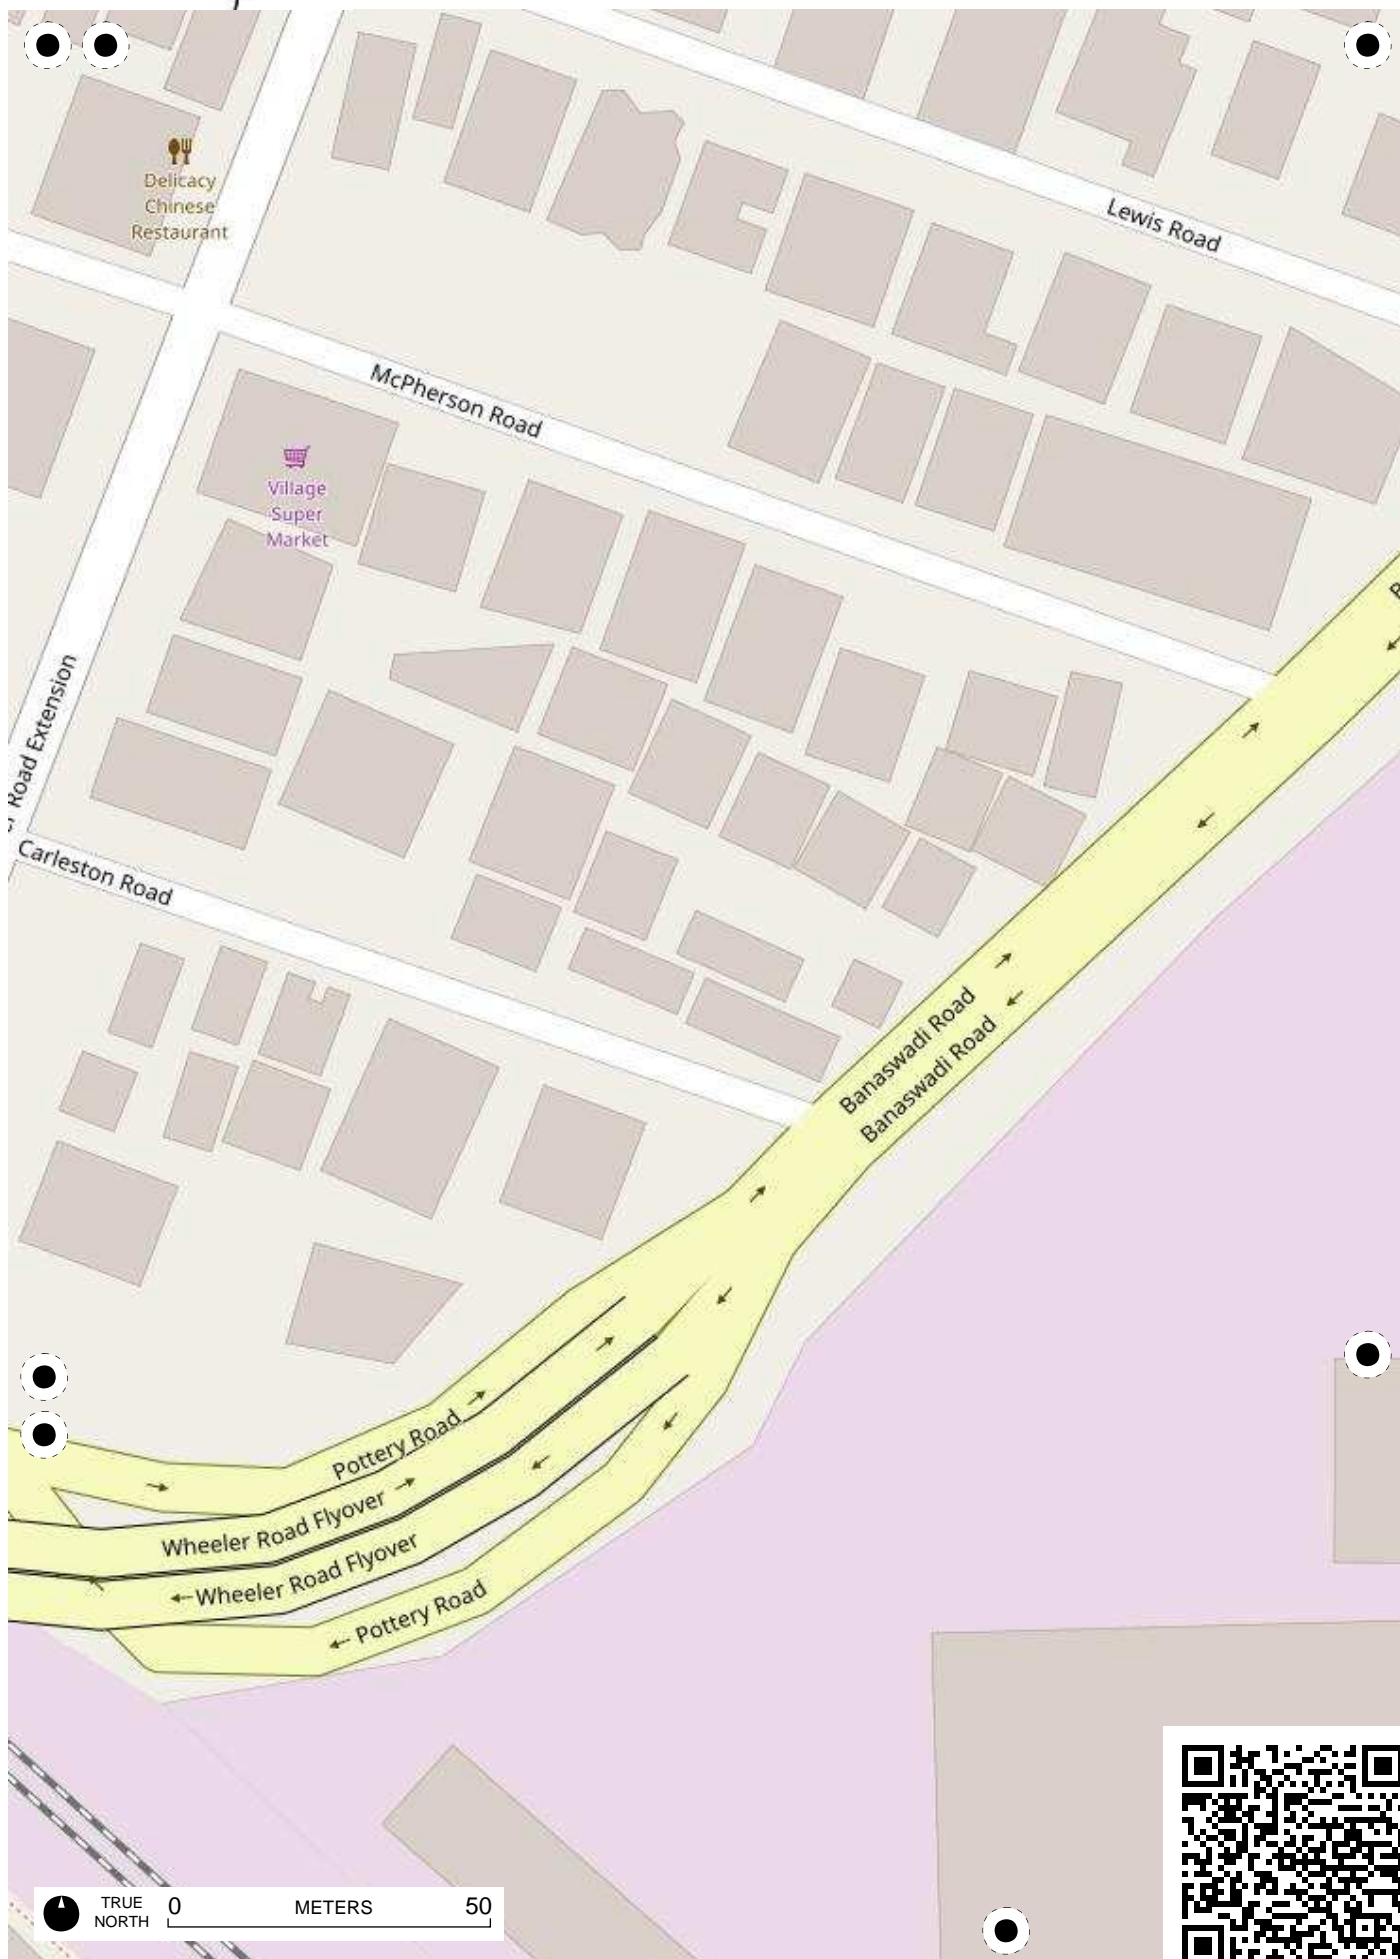 Delicacy
Chinese
Restaurant
Lewis Road
McPherson Road
Village
Super
Market
Road Extension
Carleston Road
Banaswadi Road
Banaswadi Road
Pottery Road
Wheeler Road Flyover
Wheeler Road Flyover
Pottery Road
TRUE
NORTH
0 METERS 50